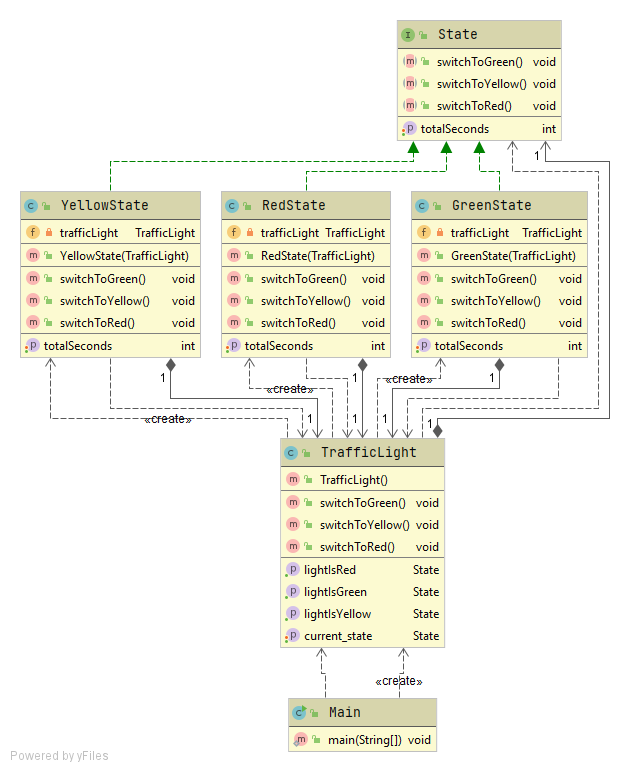 State
switchToGreen() void
switchToYellow() void
switchToRed() void
totalSeconds int
1
YellowState
trafficLight TrafficLight
YellowState(TrafficLight)
switchToGreen() void
switchToYellow() void
switchToRed() void
totalSeconds int
RedState
trafficLight TrafficLight
RedState(TrafficLight)
switchToGreen() void
switchToYellow() void
switchToRed() void
totalSeconds int
GreenState
trafficLight TrafficLight
GreenState(TrafficLight)
switchToGreen() void
switchToYellow() void
switchToRed() void
totalSeconds int
1
1
1
«create»
«create»
«create»
1
1
1
1
TrafficLight
TrafficLight()
switchToGreen() void
switchToYellow() void
switchToRed() void
lightIsRed State
lightIsGreen State
lightIsYellow State
current_state State
«create»
Main
main(String[]) void
Powered by yFiles